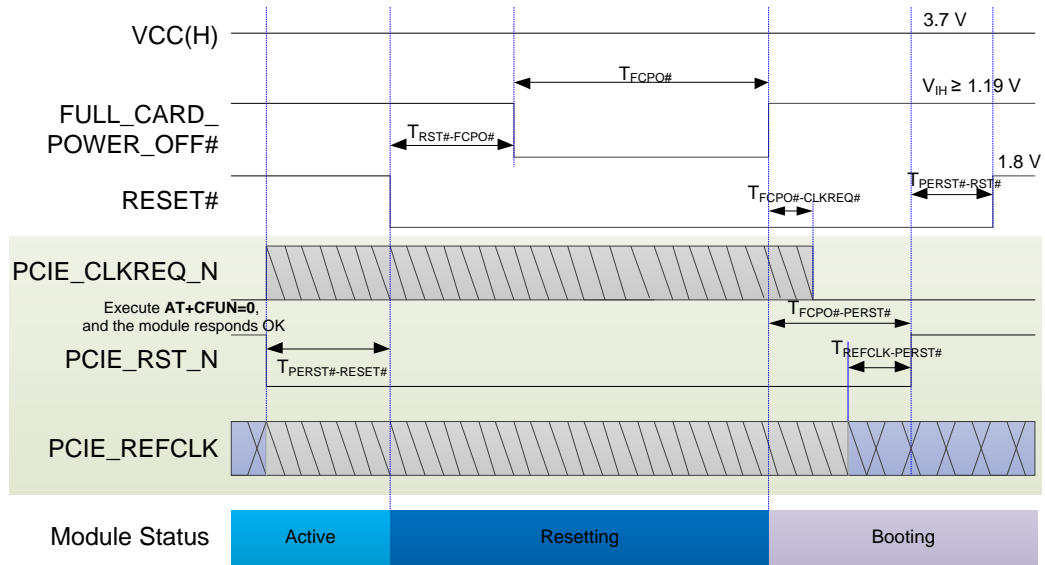 VCC(H)
3.7 V
T_FCPO#
V_IH ≥ 1.19 V
FULL_CARD_
POWER_OFF#
T_RST#-FCPO#
1.8 V
RESET#
T_PERST#-RST#
T_FCPO#-CLKREQ#
PCIE_CLKREQ_N
Execute AT+CFUN=0,
and the module responds OK
T_FCPO#-PERST#
PCIE_RST_N
T_PERST#-RESET#
T_REFCLK-PERST#
PCIE_REFCLK
Module Status
Active
Resetting
Booting